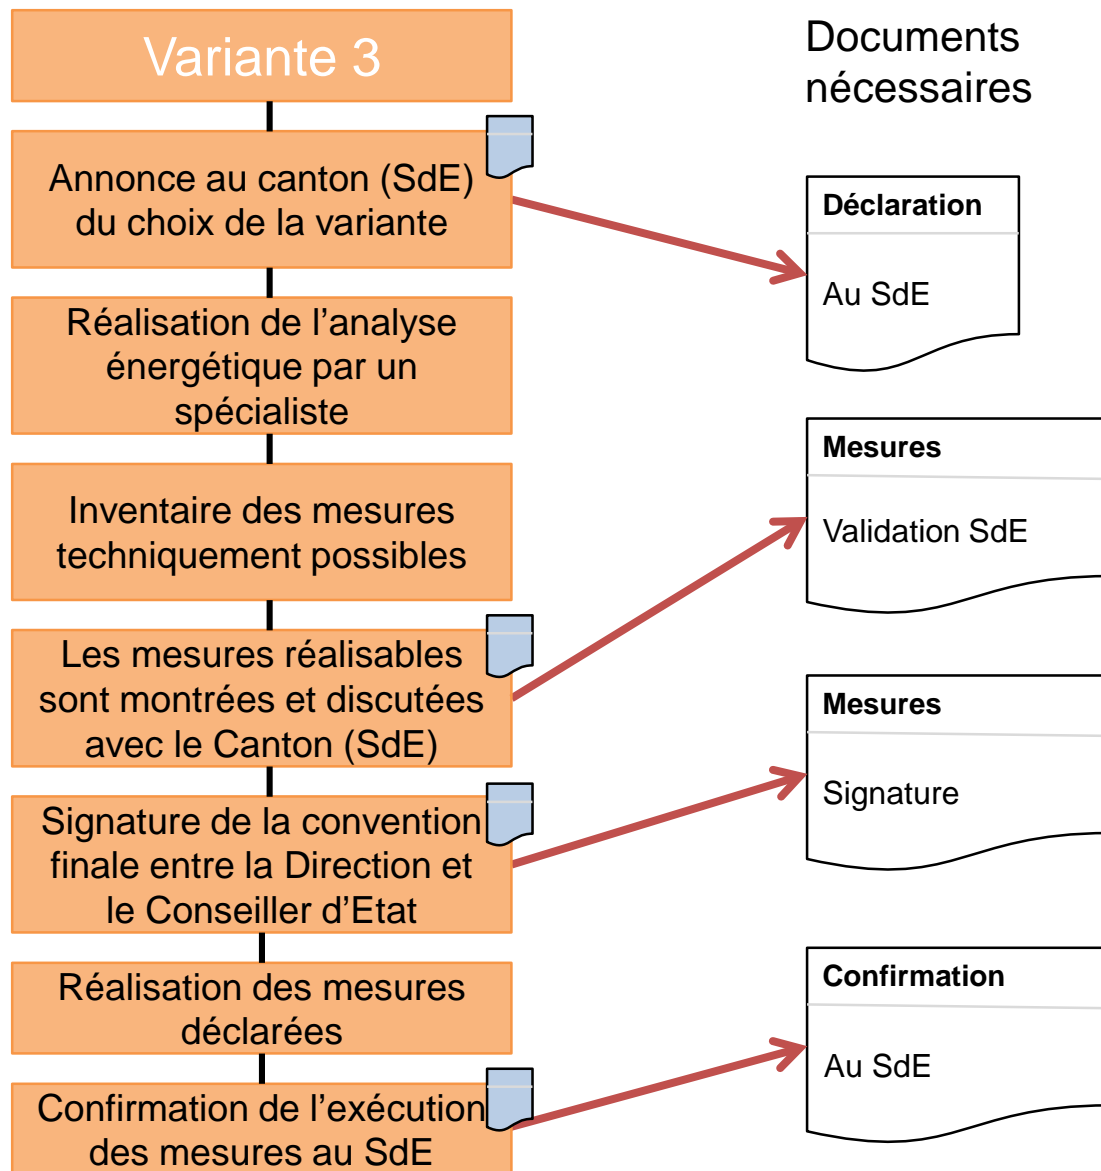 Variante 3
Annonce au canton (SdE)
du choix de la variante
Réalisation de l’analyse
énergétique par un
spécialiste
Inventaire des mesures
techniquement possibles
Les mesures réalisables
sont montrées et discutées
avec le Canton (SdE)
Signature de la convention
finale entre la Direction et
le Conseiller d’Etat
Réalisation des mesures
déclarées
Confirmation de l’exécution
des mesures au SdE
Documents
nécessaires
Déclaration
Au SdE
Mesures
Validation SdE
Mesures
Signature
Confirmation
Au SdE